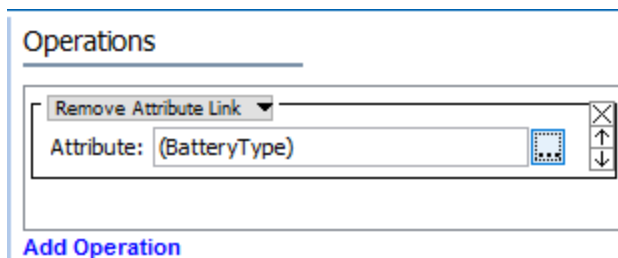 Operations
Remove Attribute Link
Attribute: (BatteryType) ...
Add Operation